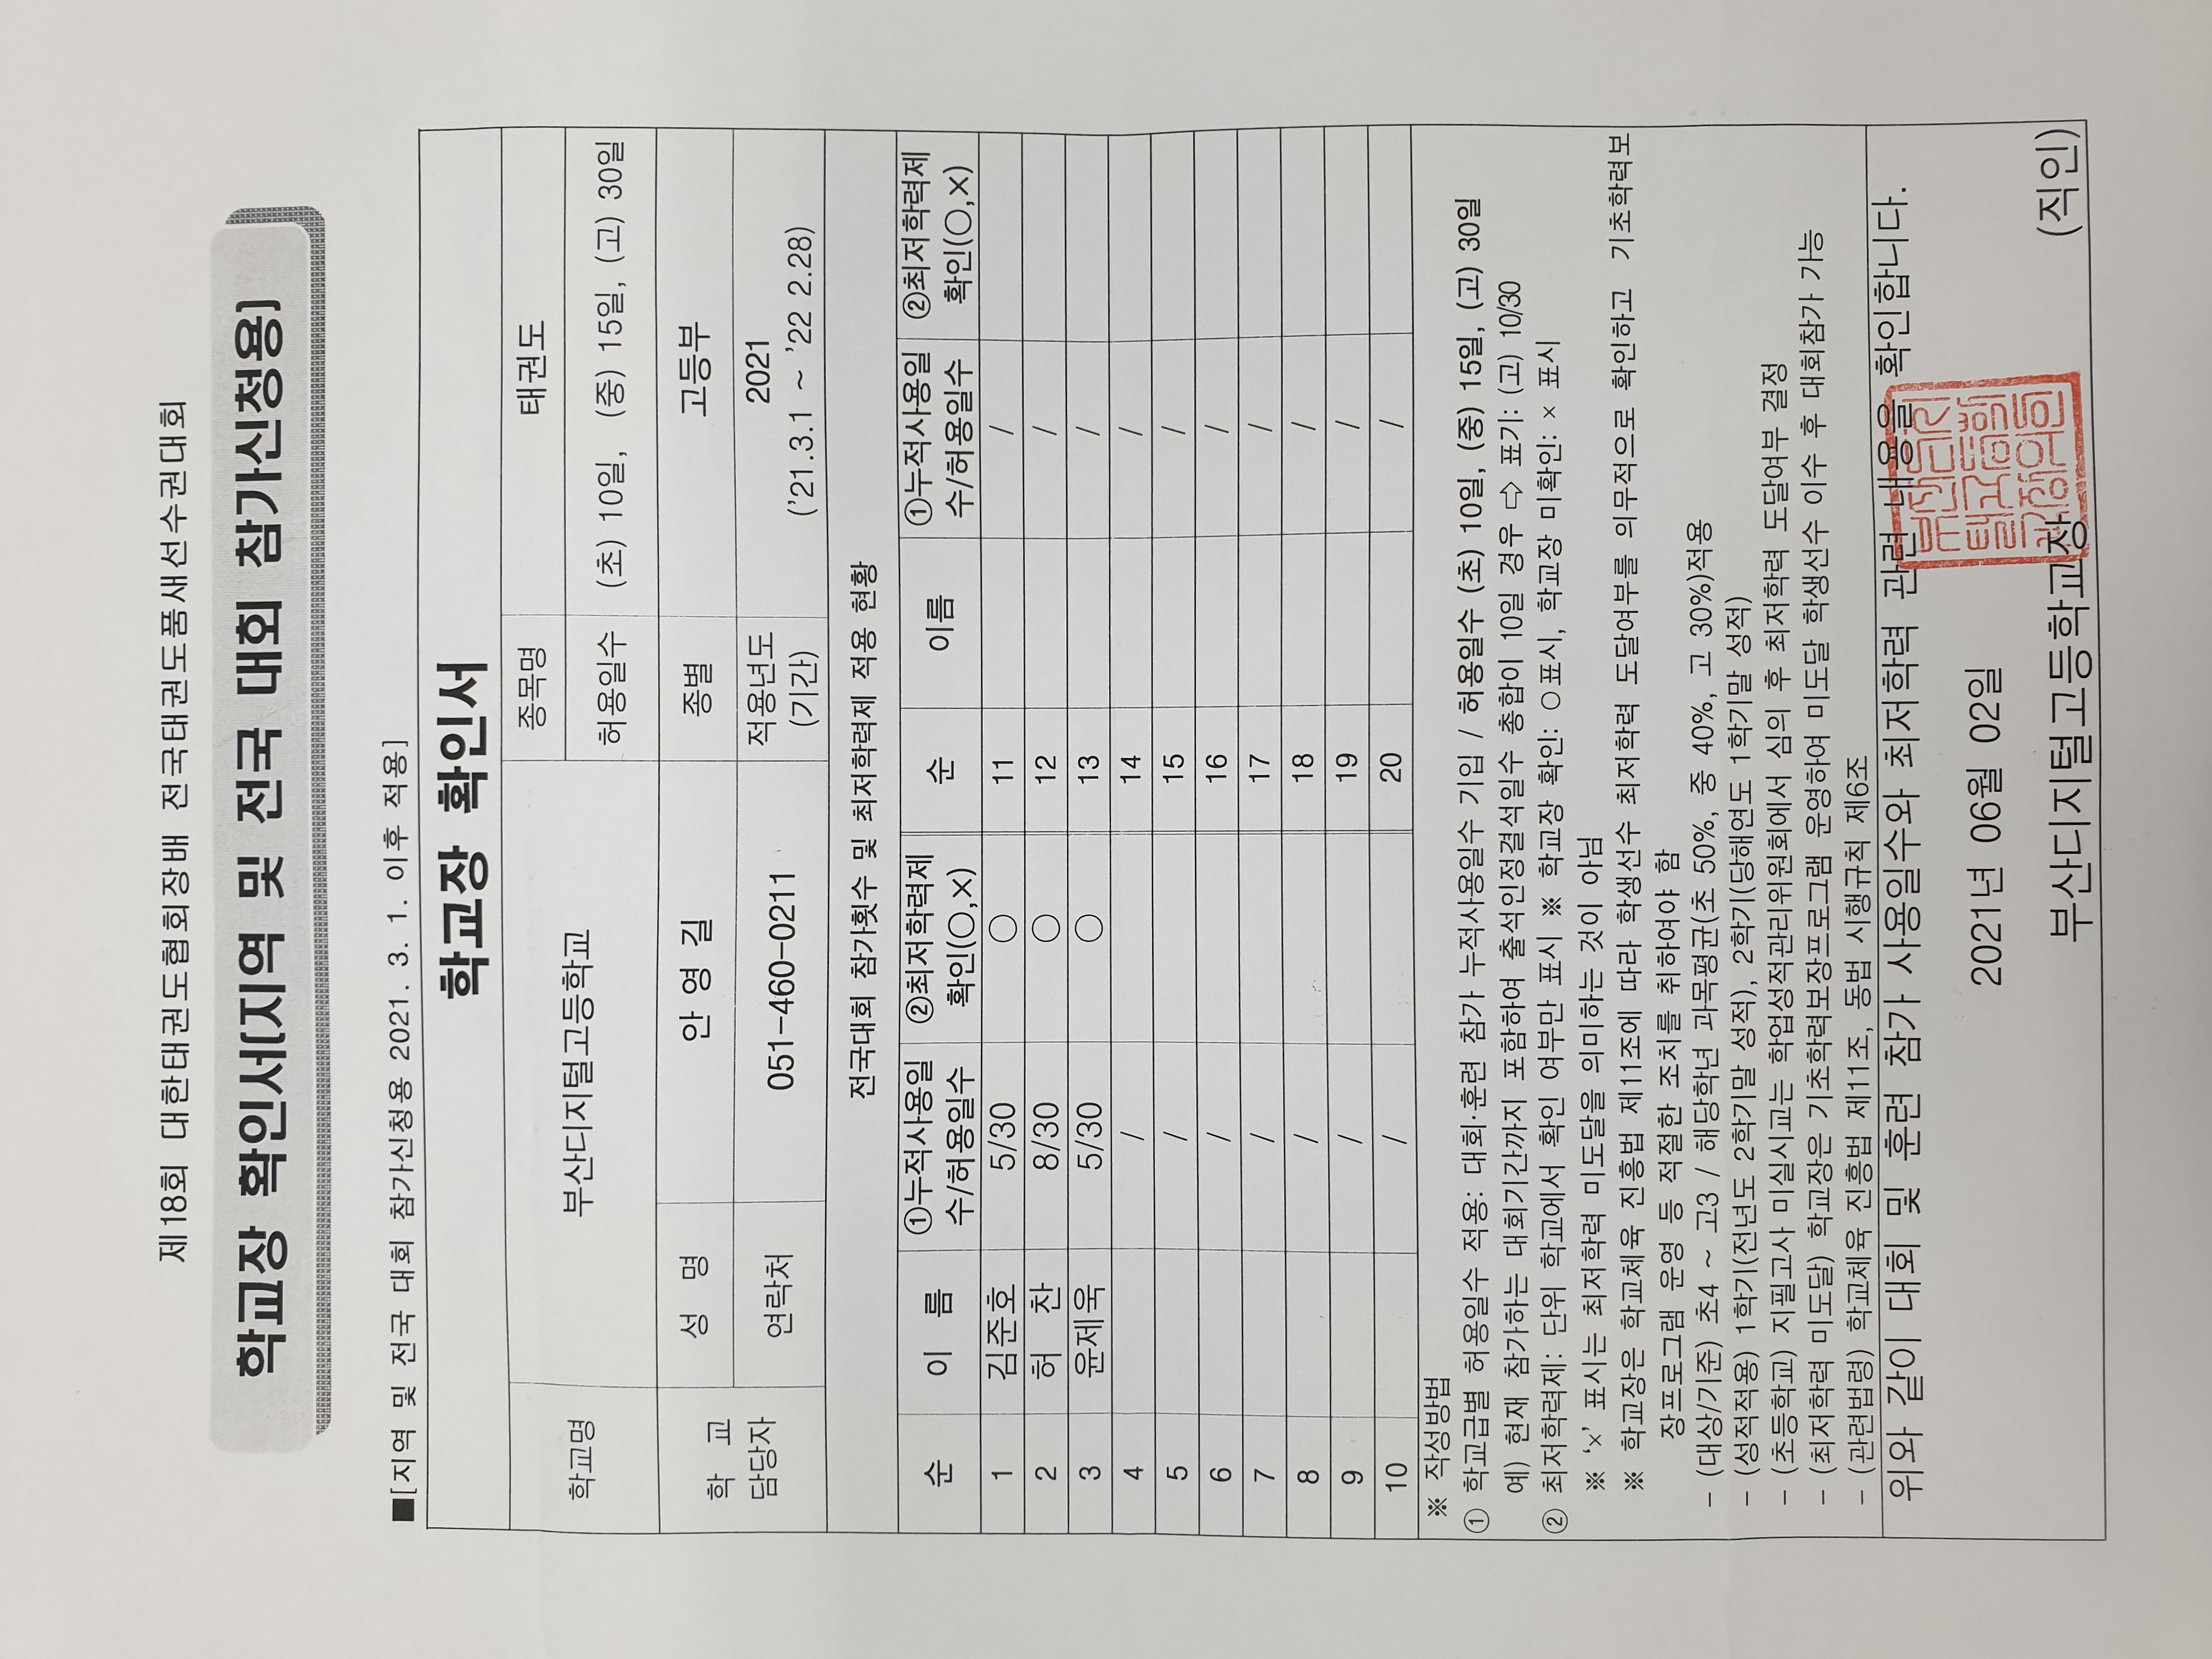 제18회 대한태권도협회장배 전국태권도품새선수권대회
학교장 확인서(지역 및 전국 대회 참가신청용)
■[지역 및 전국 대회 참가신청용 2021. 3. 1. 이후 적용]
학교장 확인서
학교명 부산디지털고등학교 종목명 태권도
허용일수 (초) 10일, (중) 15일, (고) 30일
학 교 담당자 성 명 안 영 길 종별 고등부
연락처 051-460-0211 적용년도 (기간) 2021 ('21.3.1 ~ '22 2.28)
전국대회 참가횟수 및 최저학력제 적용 현황
순 이 름 ①누적사용일수/허용일수 ②최저학력제 확인(○,×) 순 이름 ①누적사용일수/허용일수 ②최저학력제 확인(○,×)
1 김준호 5/30 ○ 11 /
2 허 찬 8/30 ○ 12 /
3 윤제욱 5/30 ○ 13 /
4 / 14 /
5 / 15 /
6 / 16 /
7 / 17 /
8 / 18 /
9 / 19 /
10 / 20 /
※ 작성방법
① 학교급별 허용일수 적용: 대회·훈련 참가 누적사용일수 기입 / 허용일수 (초) 10일, (중) 15일, (고) 30일
예) 현재 참가하는 대회기간까지 포함하여 출석인정결석일수 총합이 10일 경우 ⇨ 표기: (고) 10/30
② 최저학력제: 단위 학교에서 확인 여부만 표시 ※ 학교장 확인: ○표시, 학교장 미확인: × 표시
※ '×' 표시는 최저학력 미도달을 의미하는 것이 아님
※ 학교장은 학교체육 진흥법 제11조에 따라 학생선수 최저학력 도달여부를 의무적으로 확인하고 기초학력보
장프로그램 운영 등 적절한 조치를 취하여야 함
- (대상/기준) 초4 ~ 고3 / 해당학년 과목평균(초 50%, 중 40%, 고 30%)적용
- (성적적용) 1학기(전년도 2학기말 성적), 2학기(당해연도 1학기말 성적)
- (초등학교) 지필고사 미실시교는 학업성적관리위원회에서 심의 후 최저학력 도달여부 결정
- (최저학력 미도달) 학교장은 기초학력보장프로그램 운영하여 미도달 학생선수 이수 후 대회참가 가능
- (관련법령) 학교체육 진흥법 제11조, 동법 시행규칙 제6조
위와 같이 대회 및 훈련 참가 사용일수와 최저학력 관련 내용을 확인합니다.
2021년 06월 02일
부산디지털고등학교장 (직인)